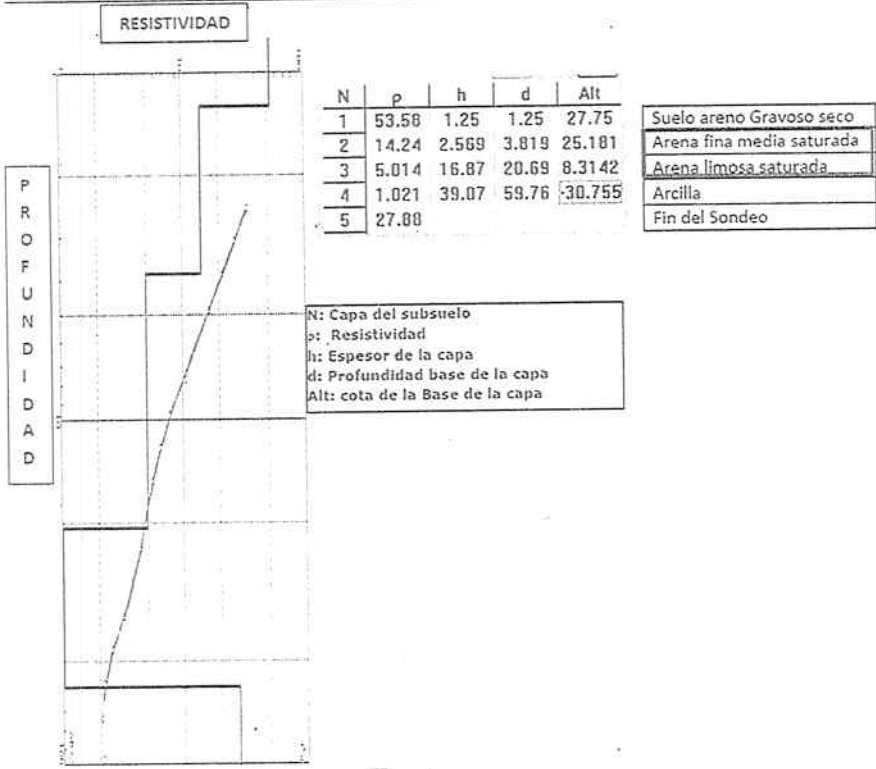 RESISTIVIDAD
PROFUNDIDAD
N ρ h d Alt
1 53.58 1.25 1.25 27.75
2 14.24 2.569 3.819 25.181
3 5.014 16.87 20.69 8.3142
4 1.021 39.07 59.76 -30.755
5 27.88
Suelo areno Gravoso seco
Arena fina media saturada
Arena limosa saturada
Arcilla
Fin del Sondeo
N: Capa del subsuelo
ρ: Resistividad
h: Espesor de la capa
d: Profundidad base de la capa
Alt: cota de la Base de la capa